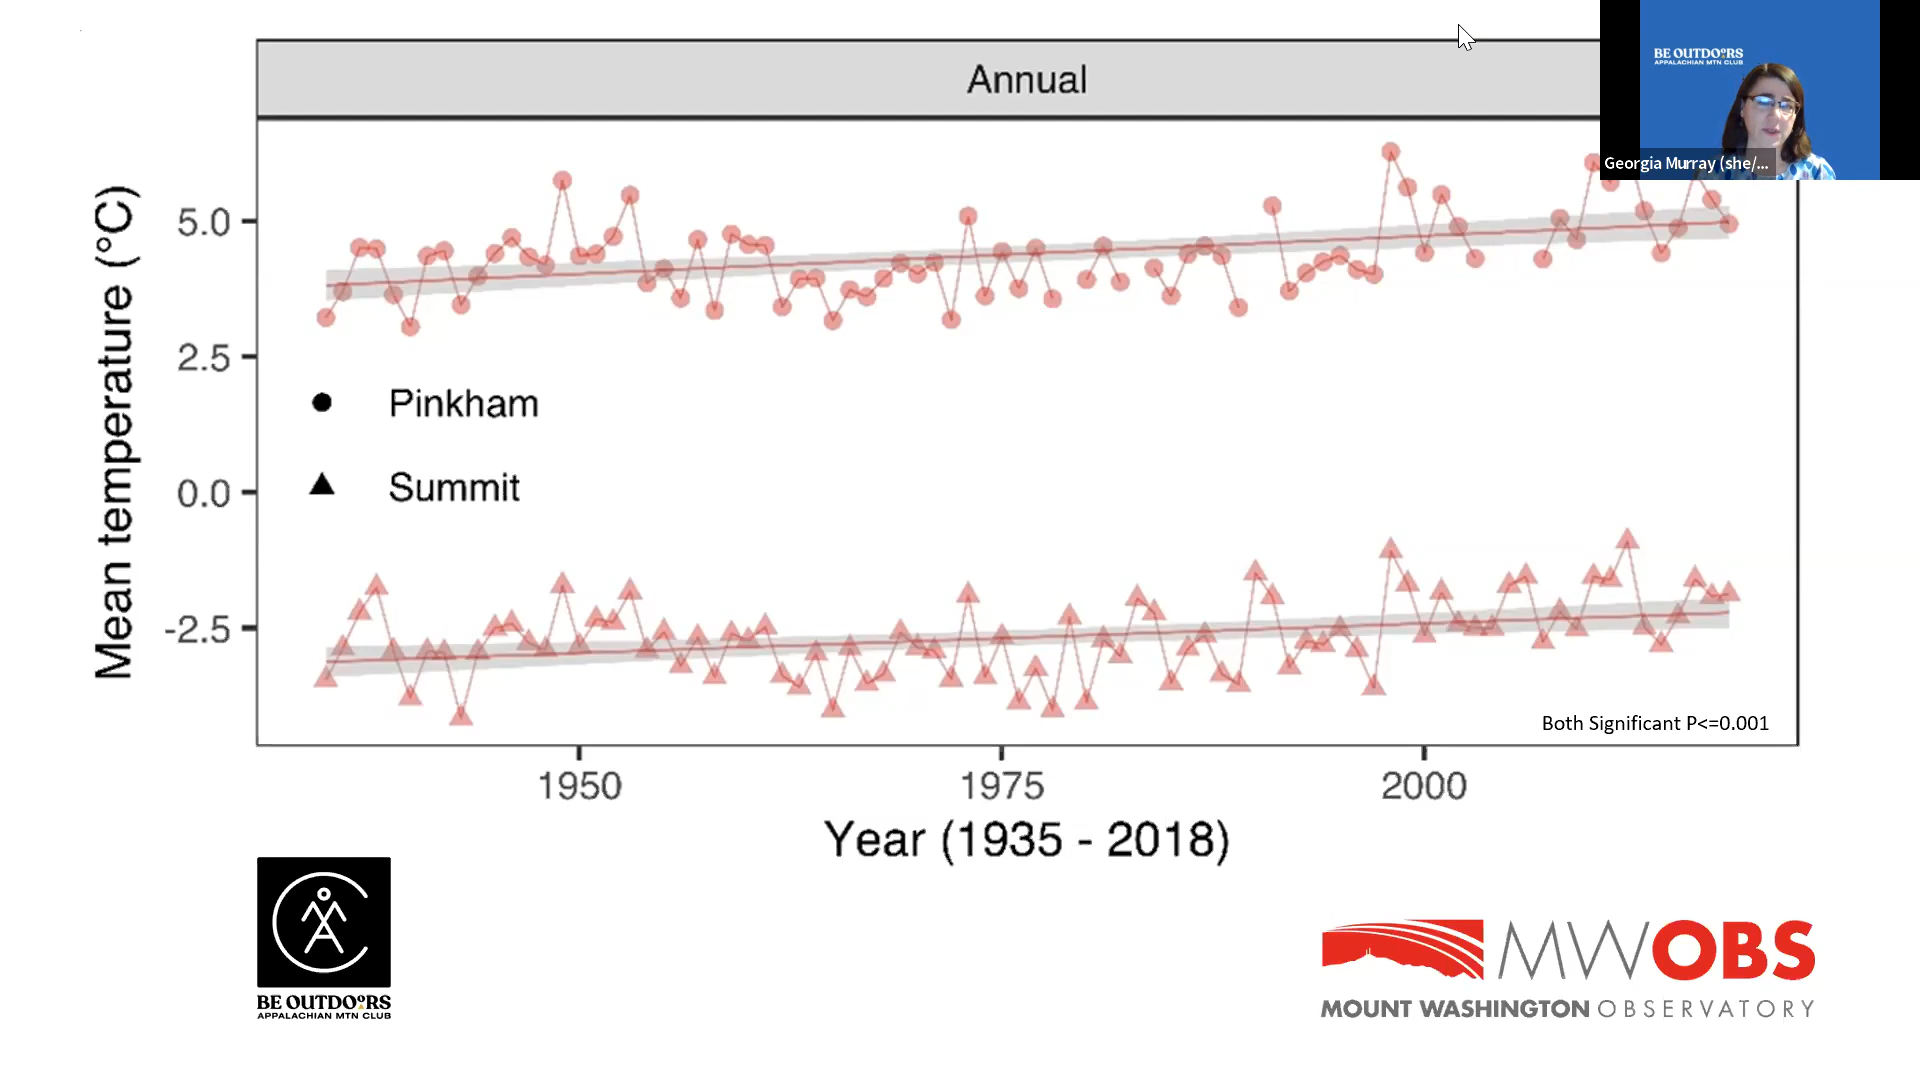 Annual
BE OUTDOORS
APPALACHIAN MTN CLUB
Georgia Murray (she/...
Mean temperature (°C)
5.0
2.5
0.0
-2.5
Pinkham
Summit
Both Significant P<=0.001
1950
1975
2000
Year (1935 - 2018)
BE OUTDOORS
APPALACHIAN MTN CLUB
MWOBS
MOUNT WASHINGTON OBSERVATORY